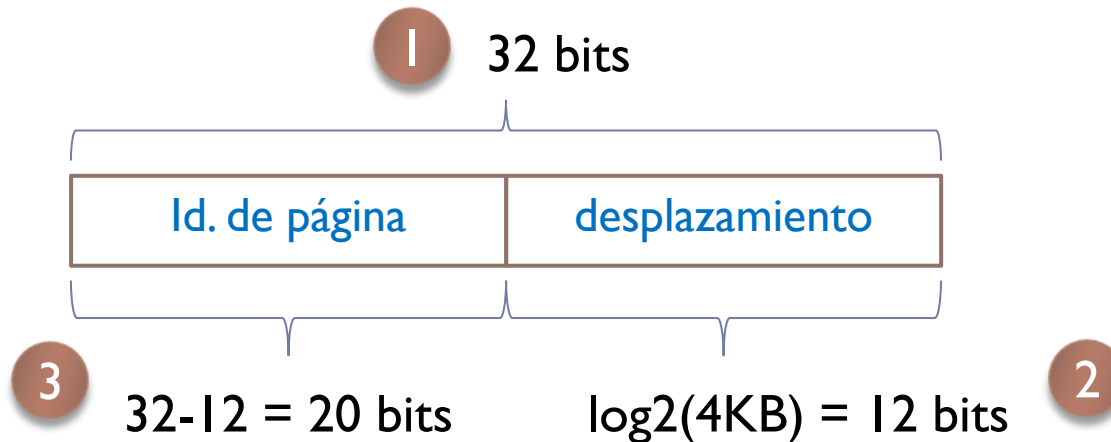 1 32 bits
Id. de página desplazamiento
3 32-12 = 20 bits log2(4KB) = 12 bits 2